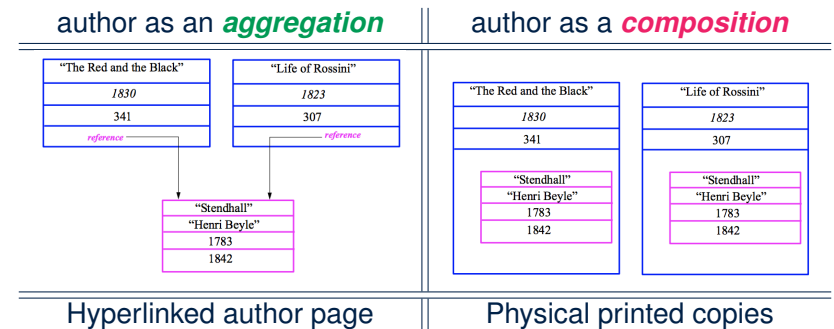 author as an aggregation
author as a composition
“The Red and the Black”
1830
341
reference
“Life of Rossini”
1823
307
reference
“Stendhall”
“Henri Beyle”
1783
1842
“The Red and the Black”
1830
341
“Stendhall”
“Henri Beyle”
1783
1842
“Life of Rossini”
1823
307
“Stendhall”
“Henri Beyle”
1783
1842
Hyperlinked author page
Physical printed copies